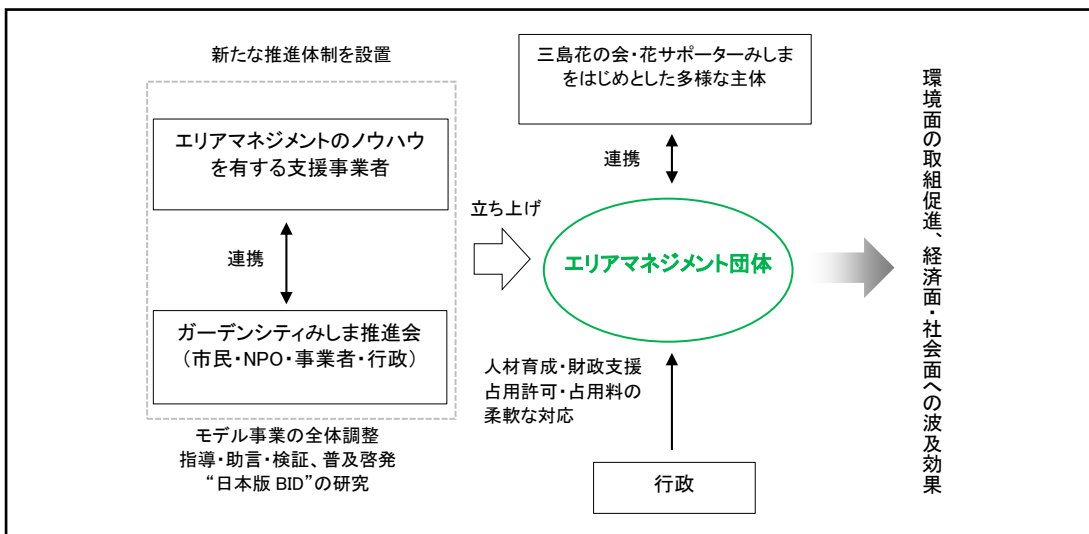 新たな推進体制を設置
エリアマネジメントのノウハウ
を有する支援事業者
連携
ガーデンシティみしま推進会
（市民・NPO・事業者・行政）
モデル事業の全体調整
指導・助言・検証、普及啓発
“日本版 BID”の研究
立ち上げ
三島花の会・花サポーターみしま
をはじめとした多様な主体
連携
エリアマネジメント団体
人材育成・財政支援
占用許可・占用料の
柔軟な対応
行政
環境面の取組促進、経済面・社会面への波及効果